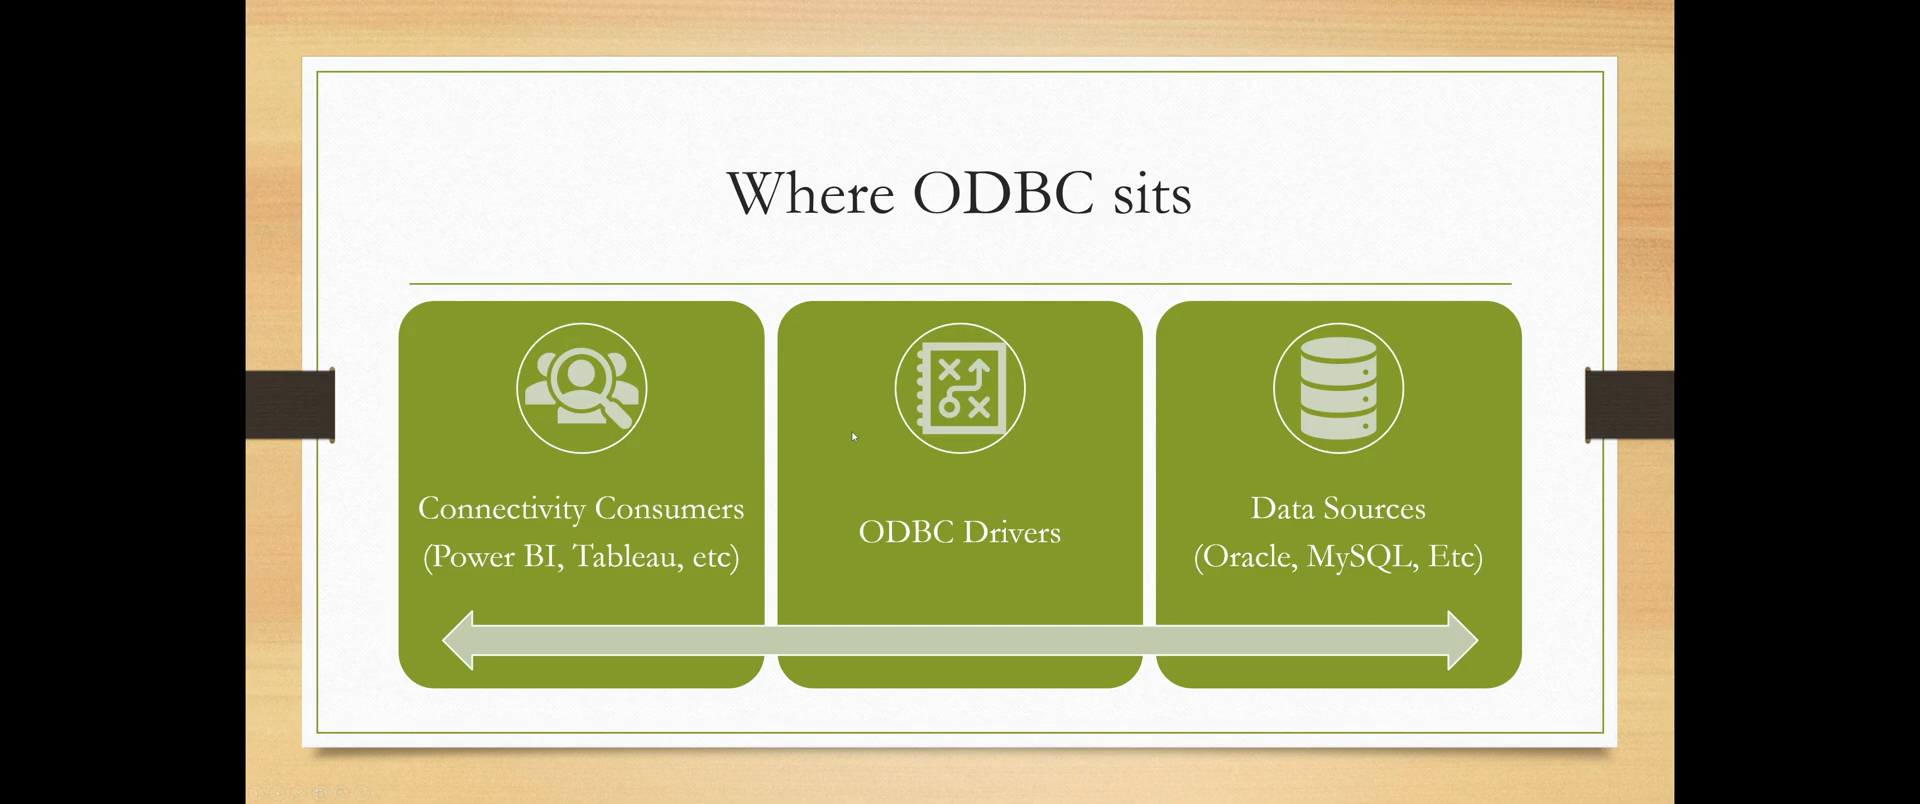 Where ODBC sits
Connectivity Consumers
(Power BI, Tableau, etc)
ODBC Drivers
Data Sources
(Oracle, MySQL, Etc)